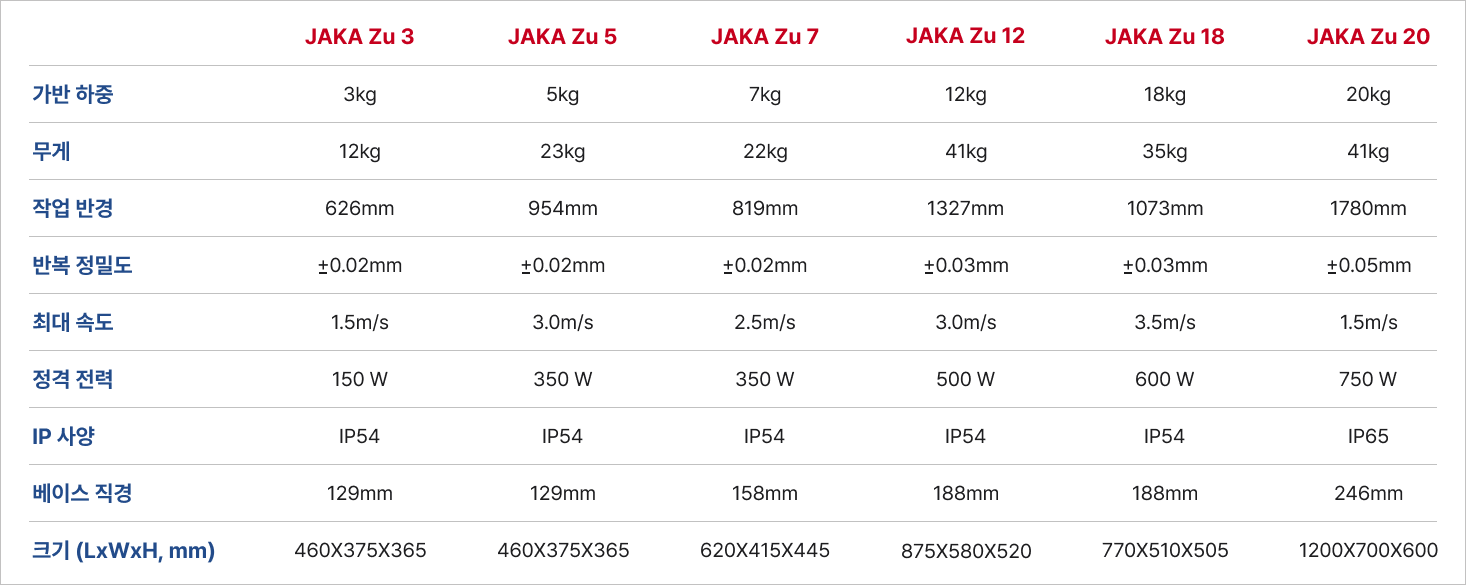 JAKA Zu 3 JAKA Zu 5 JAKA Zu 7 JAKA Zu 12 JAKA Zu 18 JAKA Zu 20
가반 하중 3kg 5kg 7kg 12kg 18kg 20kg
무게 12kg 23kg 22kg 41kg 35kg 41kg
작업 반경 626mm 954mm 819mm 1327mm 1073mm 1780mm
반복 정밀도 ±0.02mm ±0.02mm ±0.02mm ±0.03mm ±0.03mm ±0.05mm
최대 속도 1.5m/s 3.0m/s 2.5m/s 3.0m/s 3.5m/s 1.5m/s
정격 전력 150 W 350 W 350 W 500 W 600 W 750 W
IP 사양 IP54 IP54 IP54 IP54 IP54 IP65
베이스 직경 129mm 129mm 158mm 188mm 188mm 246mm
크기 (LxWxH, mm) 460X375X365 460X375X365 620X415X445 875X580X520 770X510X505 1200X700X600